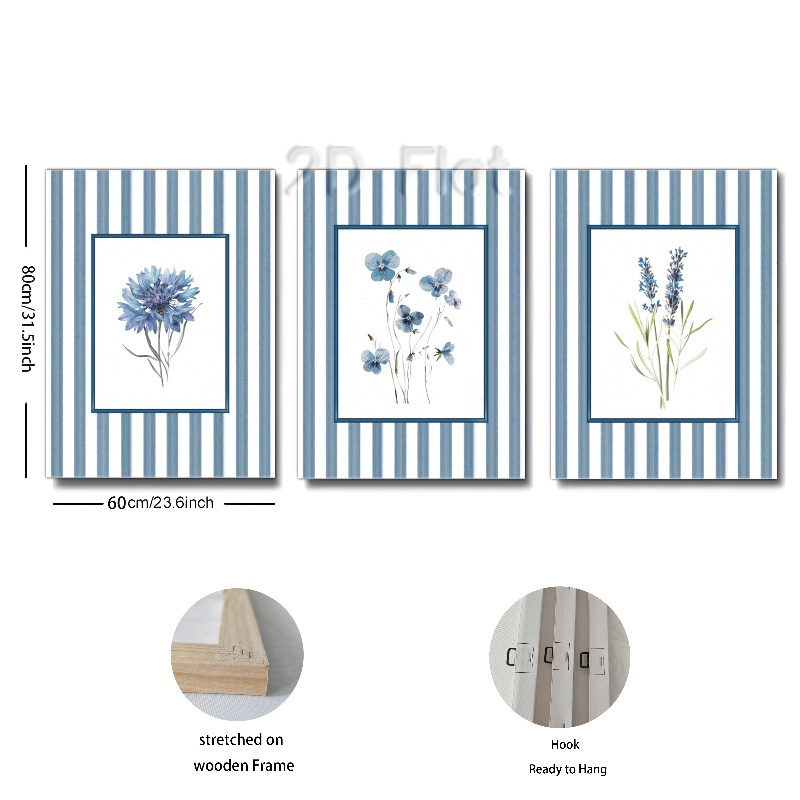 2D Flat
80cm/31.5inch
60cm/23.6inch
stretched on
wooden Frame
Hook
Ready to Hang